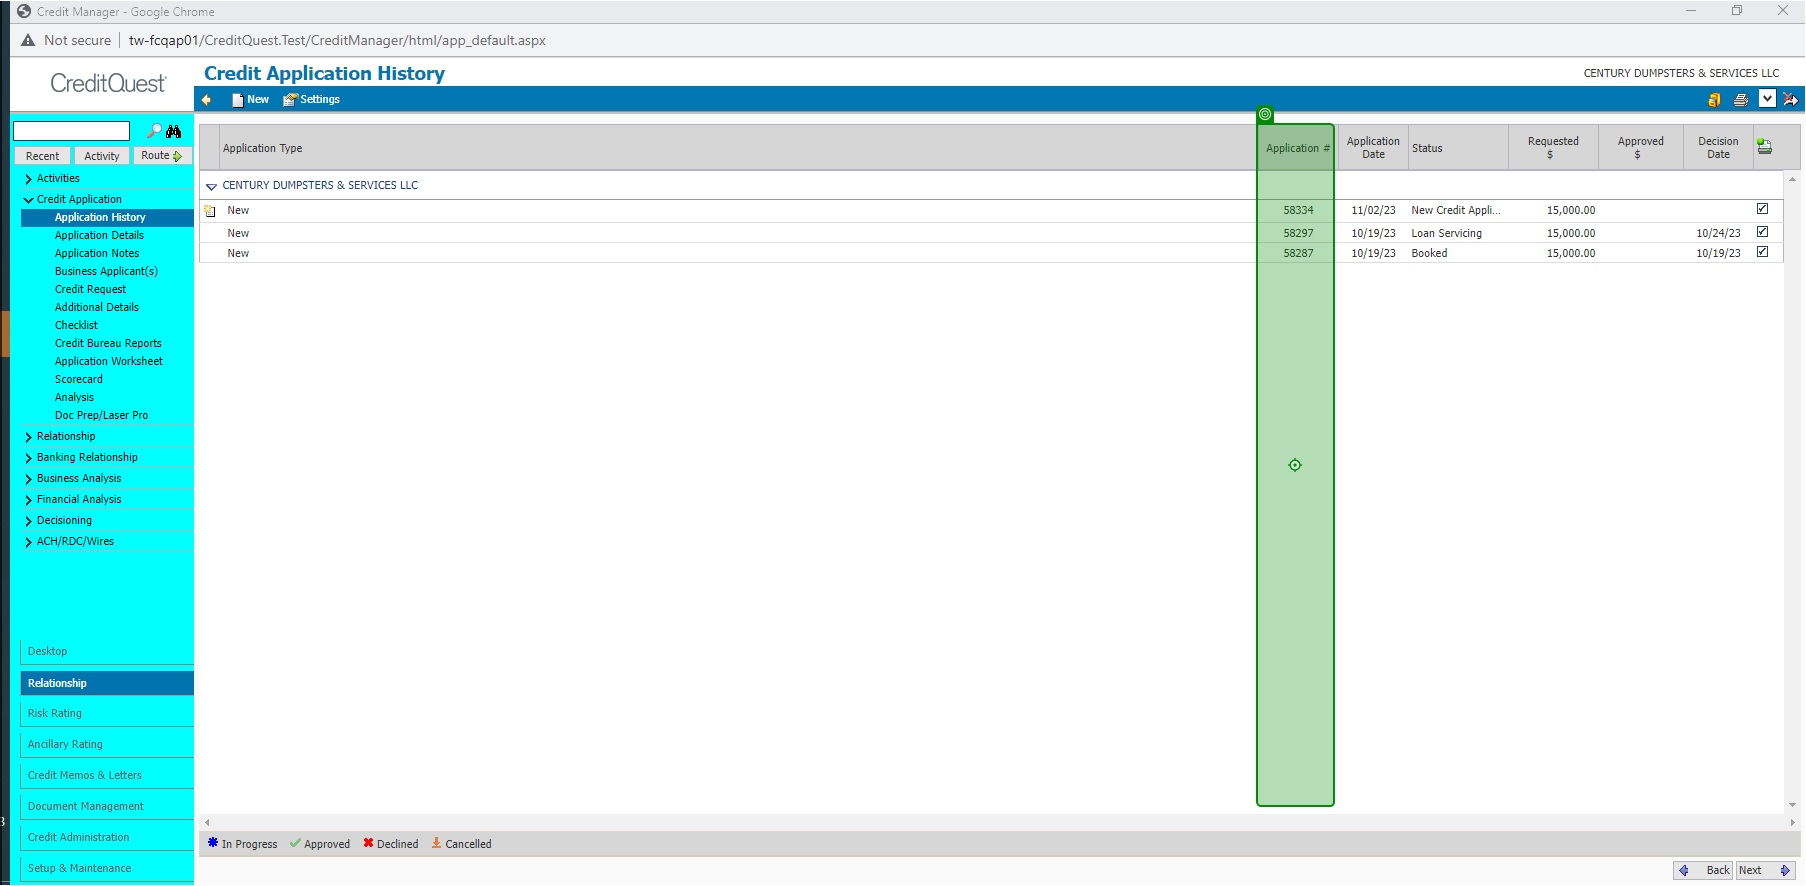 Credit Manager - Google Chrome
Not secure | tw-fcqap01/CreditQuest.Test/CreditManager/html/app_default.aspx
CreditQuest
Credit Application History
CENTURY DUMPSTERS & SERVICES LLC
New Settings
Recent Activity Route
Activities
Credit Application
Application History
Application Details
Application Notes
Business Applicant(s)
Credit Request
Additional Details
Checklist
Credit Bureau Reports
Application Worksheet
Scorecard
Analysis
Doc Prep/Laser Pro
Relationship
Banking Relationship
Business Analysis
Financial Analysis
Decisioning
ACH/RDC/Wires
Desktop
Relationship
Risk Rating
Ancillary Rating
Credit Memos & Letters
Document Management
Credit Administration
Setup & Maintenance
3
Application Type Application # Application Date Status Requested $ Approved $ Decision Date
CENTURY DUMPSTERS & SERVICES LLC
New 58334 11/02/23 New Credit Appli... 15,000.00
New 58297 10/19/23 Loan Servicing 15,000.00 10/24/23
New 58287 10/19/23 Booked 15,000.00 10/19/23
In Progress Approved Declined Cancelled
Back Next